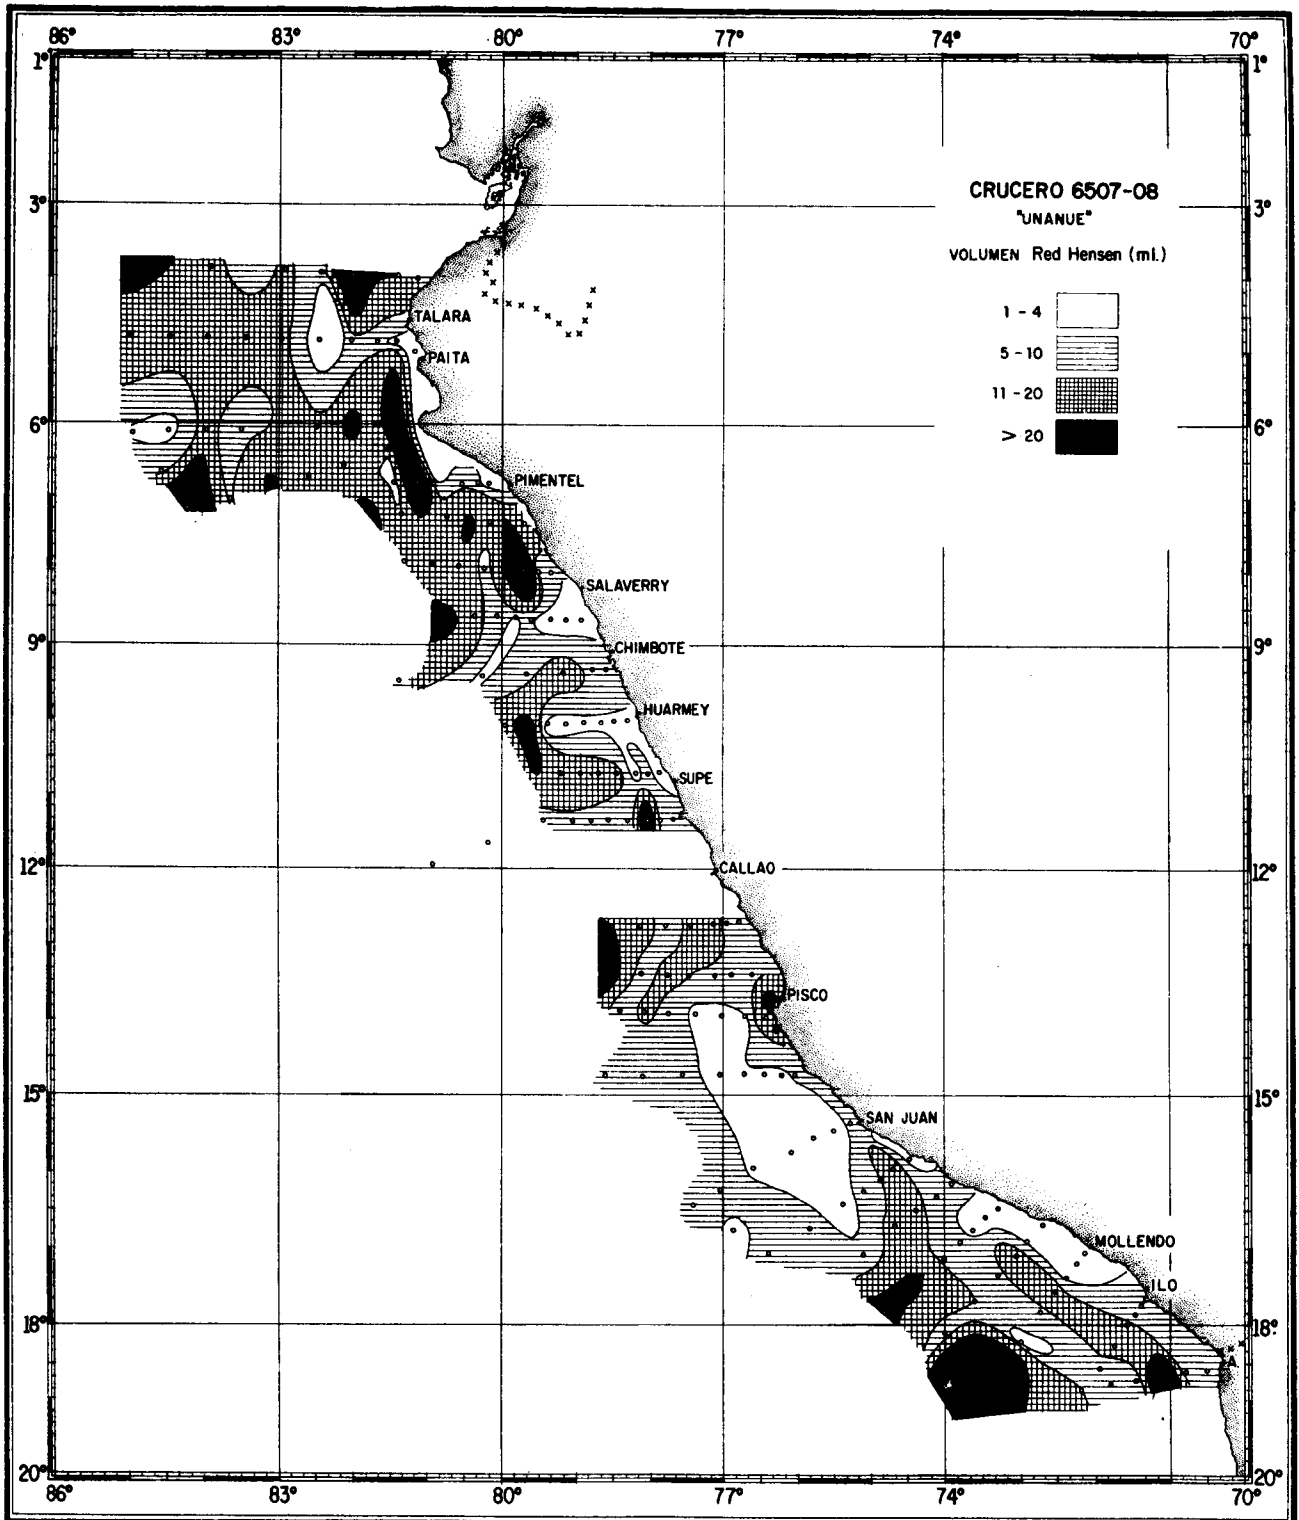 86° 83° 80° 77° 74° 70°
1° 1°
CRUCERO 6507-08
"UNANUE"
VOLUMEN Red Hensen (ml.)
1 - 4
5 - 10
11 - 20
> 20
3° 3°
TALARA
PAITA
6° 6°
PIMENTEL
SALAVERRY
9° 9°
CHIMBOTE
HUARMEY
SUPE
12° 12°
CALLAO
PISCO
15° 15°
SAN JUAN
MOLLENDO
ILO
18° 18°
A.
20° 20°
86° 83° 80° 77° 74° 70°